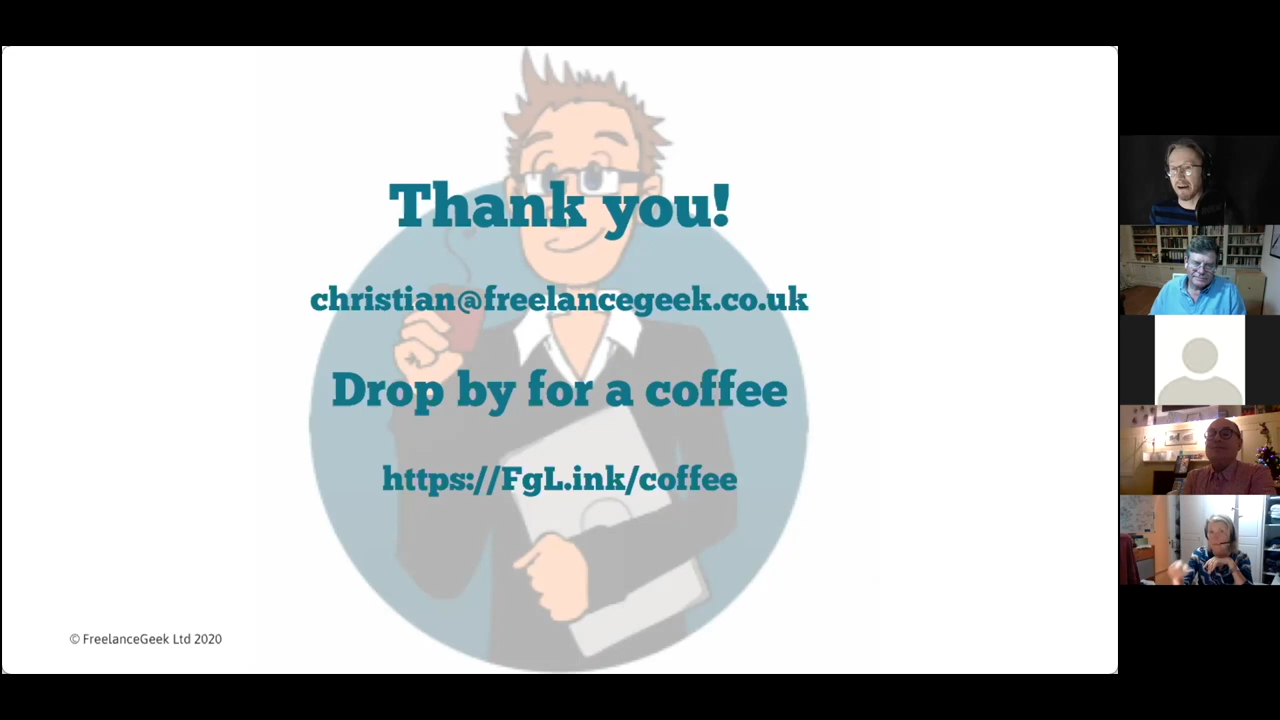 Thank you!
christian@freelancegeek.co.uk
Drop by for a coffee
https://FgL.ink/coffee
© FreelanceGeek Ltd 2020